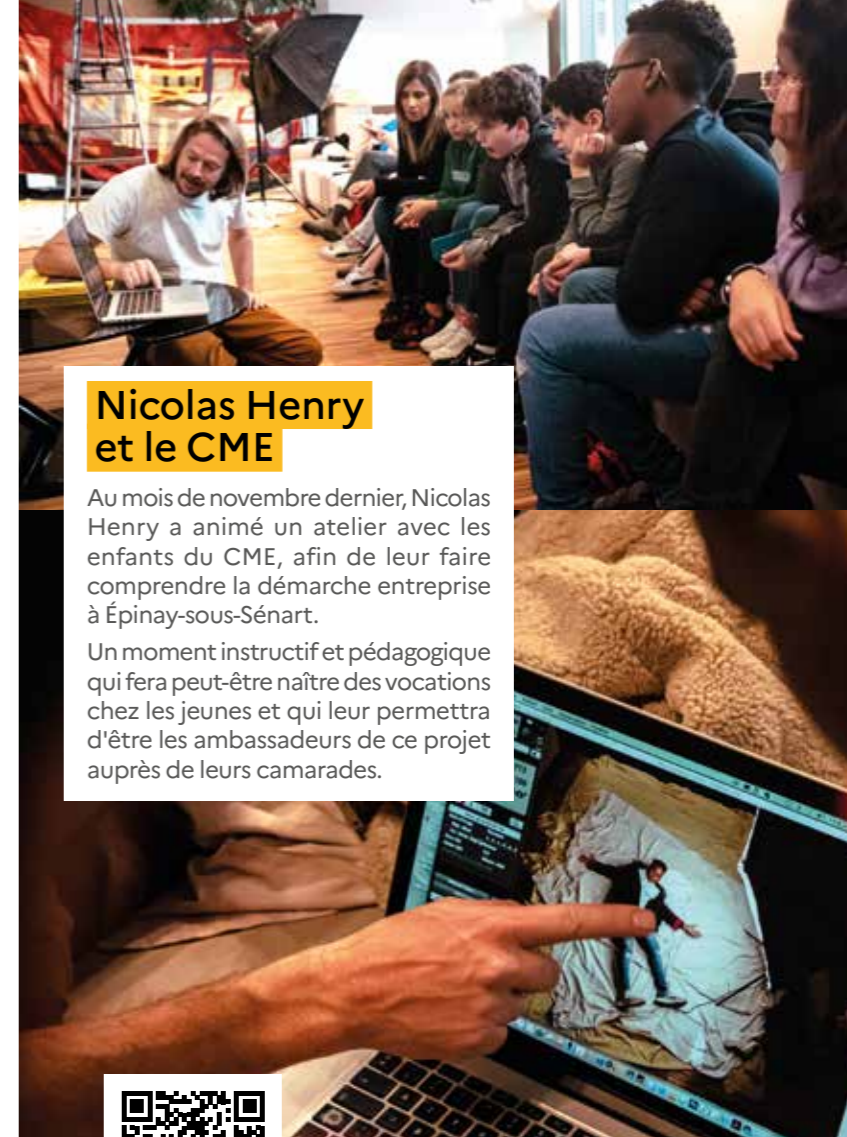 Nicolas Henry
et le CME
Au mois de novembre dernier, Nicolas
Henry a animé un atelier avec les
enfants du CME, afin de leur faire
comprendre la démarche entreprise
à Épinay-sous-Sénart.
Un moment instructif et pédagogique
qui fera peut-être naître des vocations
chez les jeunes et qui leur permettra
d'être les ambassadeurs de ce projet
auprès de leurs camarades.